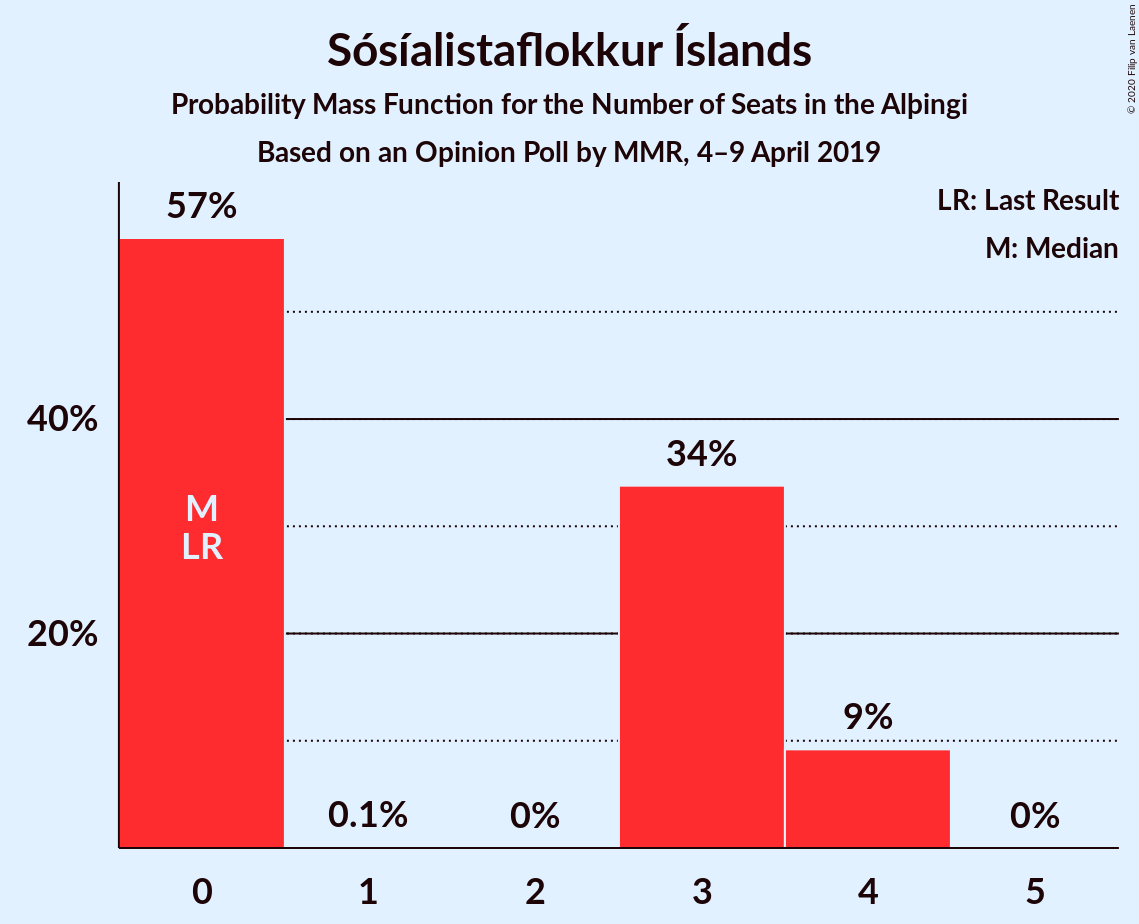 Sósíalistaflokkur Íslands
Probability Mass Function for the Number of Seats in the Alþingi
Based on an Opinion Poll by MMR, 4–9 April 2019
© 2020 Filip van Laenen
LR: Last Result
M: Median
57%
40%
34%
M
LR
20%
9%
0.1%
0%
0%
0 1 2 3 4 5